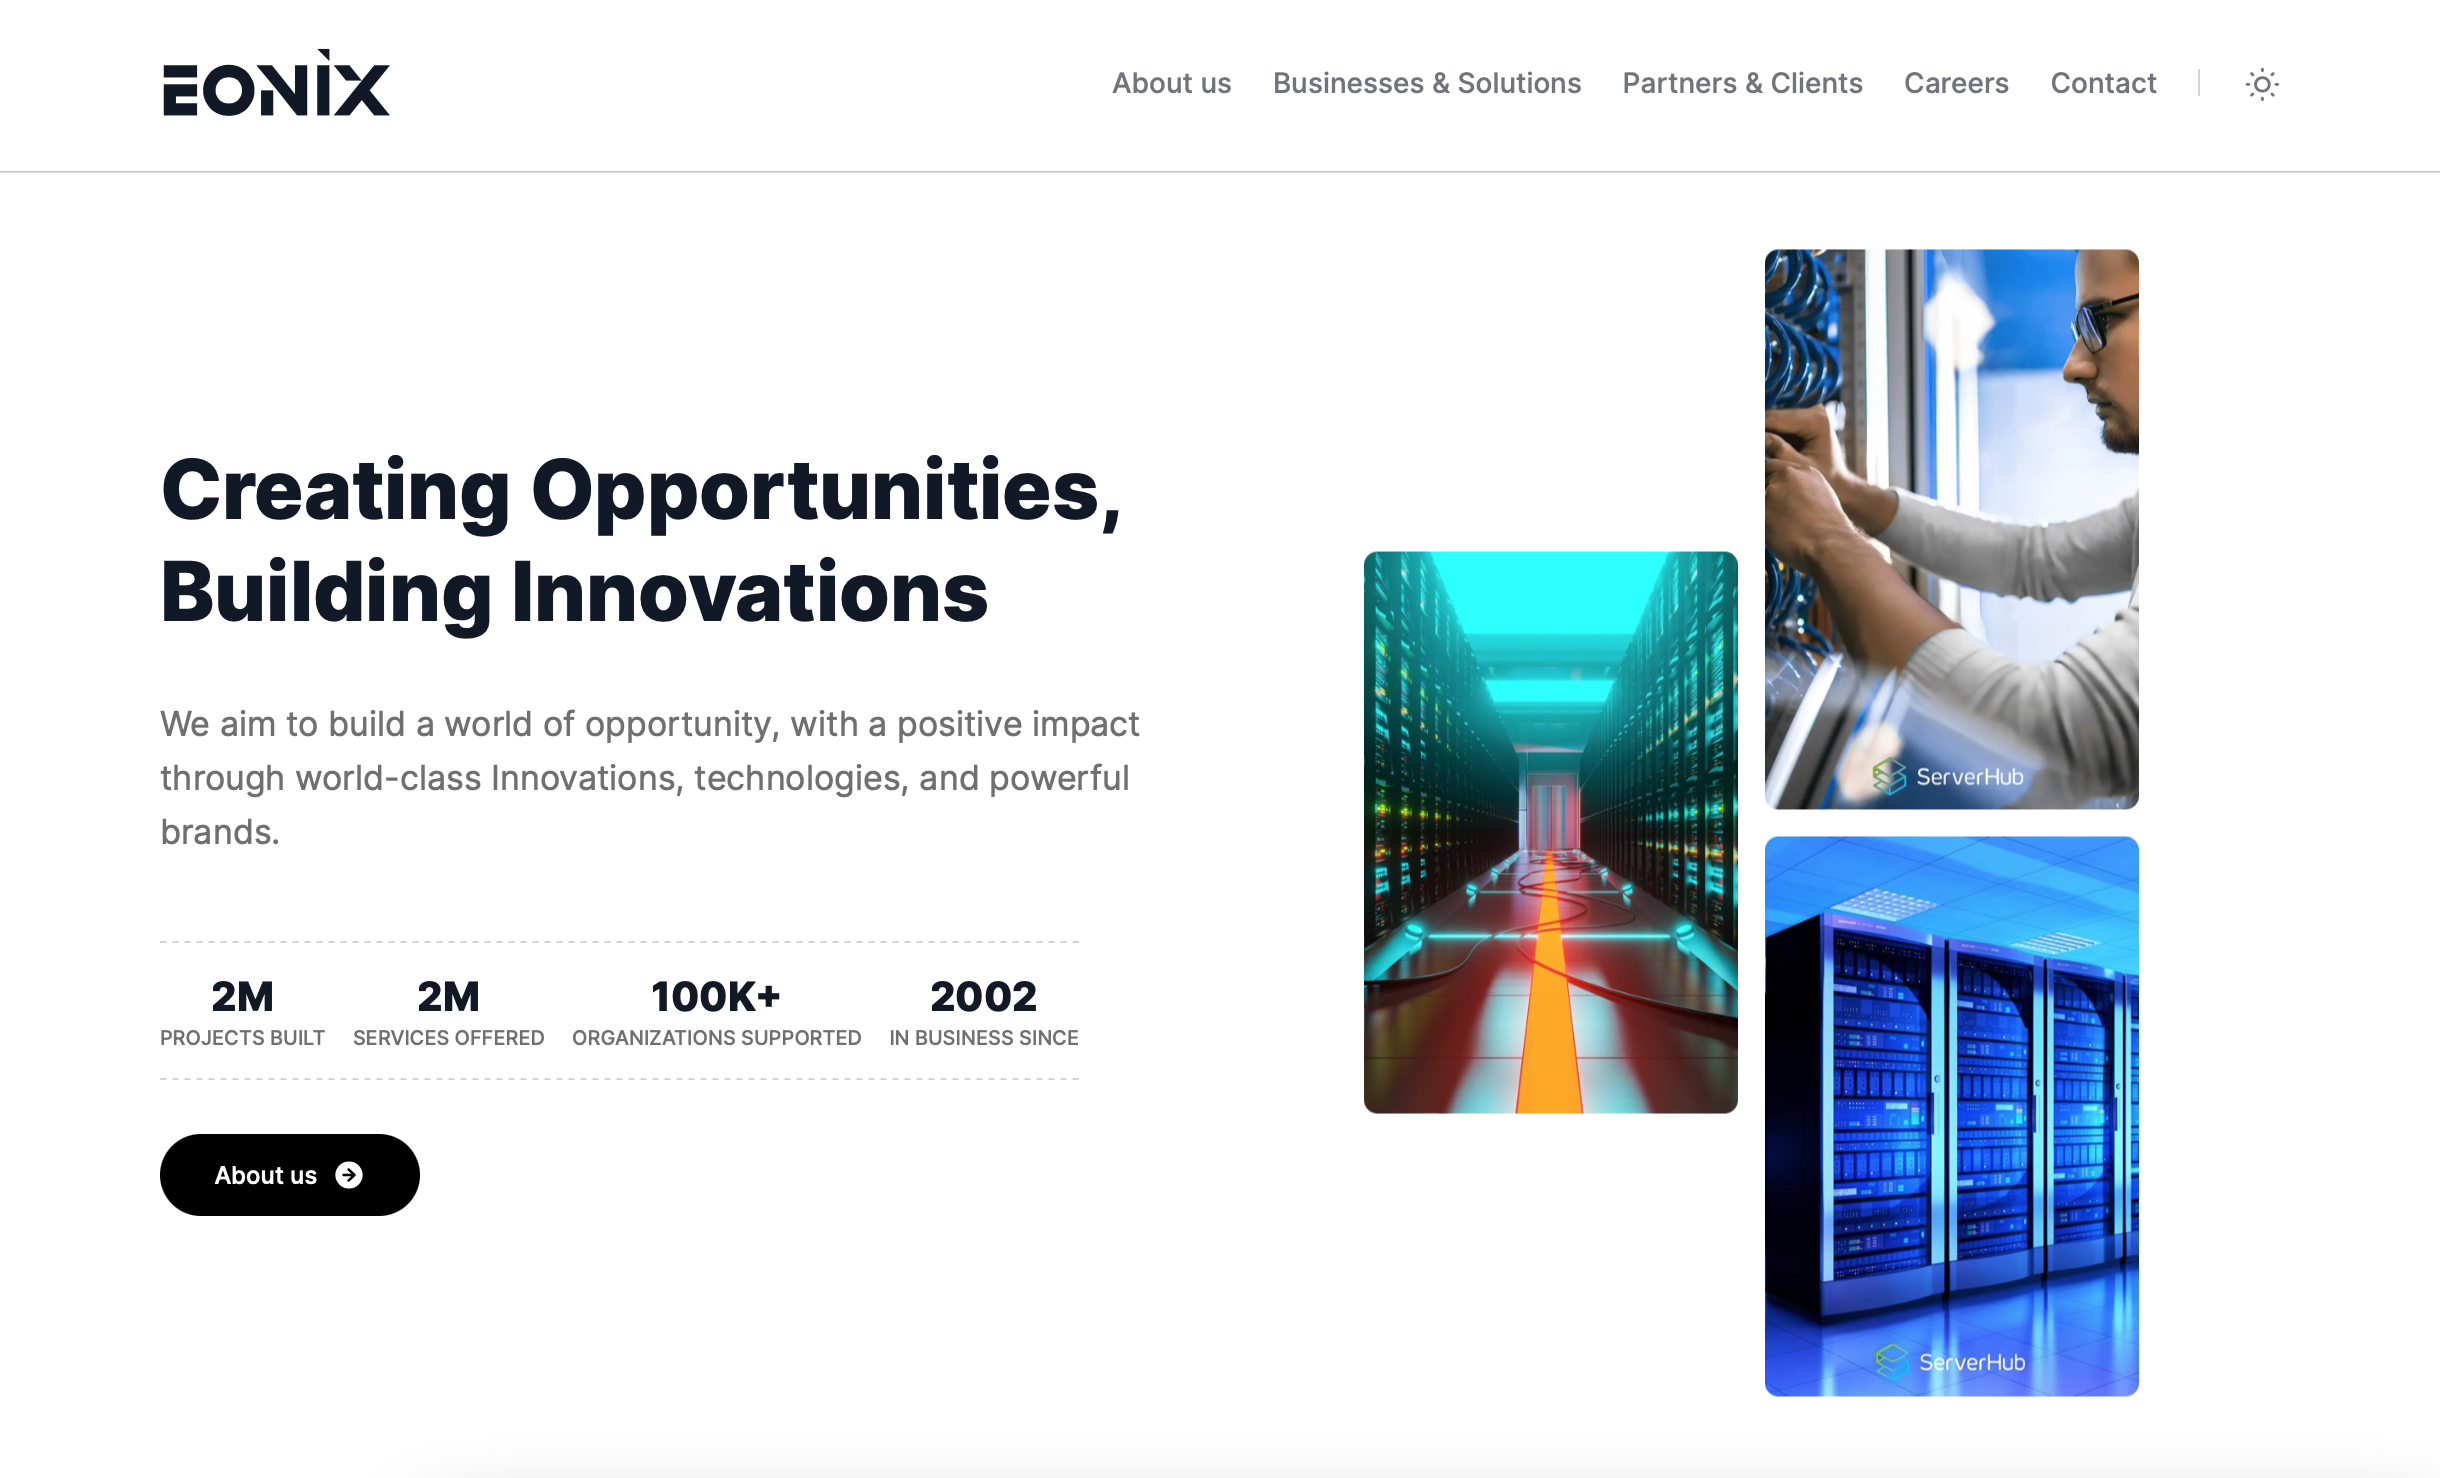 EONIX
About us
Businesses & Solutions
Partners & Clients
Careers
Contact
Creating Opportunities,
Building Innovations
We aim to build a world of opportunity, with a positive impact
through world-class Innovations, technologies, and powerful
brands.
2M
PROJECTS BUILT
2M
SERVICES OFFERED
100K+
ORGANIZATIONS SUPPORTED
2002
IN BUSINESS SINCE
About us
ServerHub
ServerHub